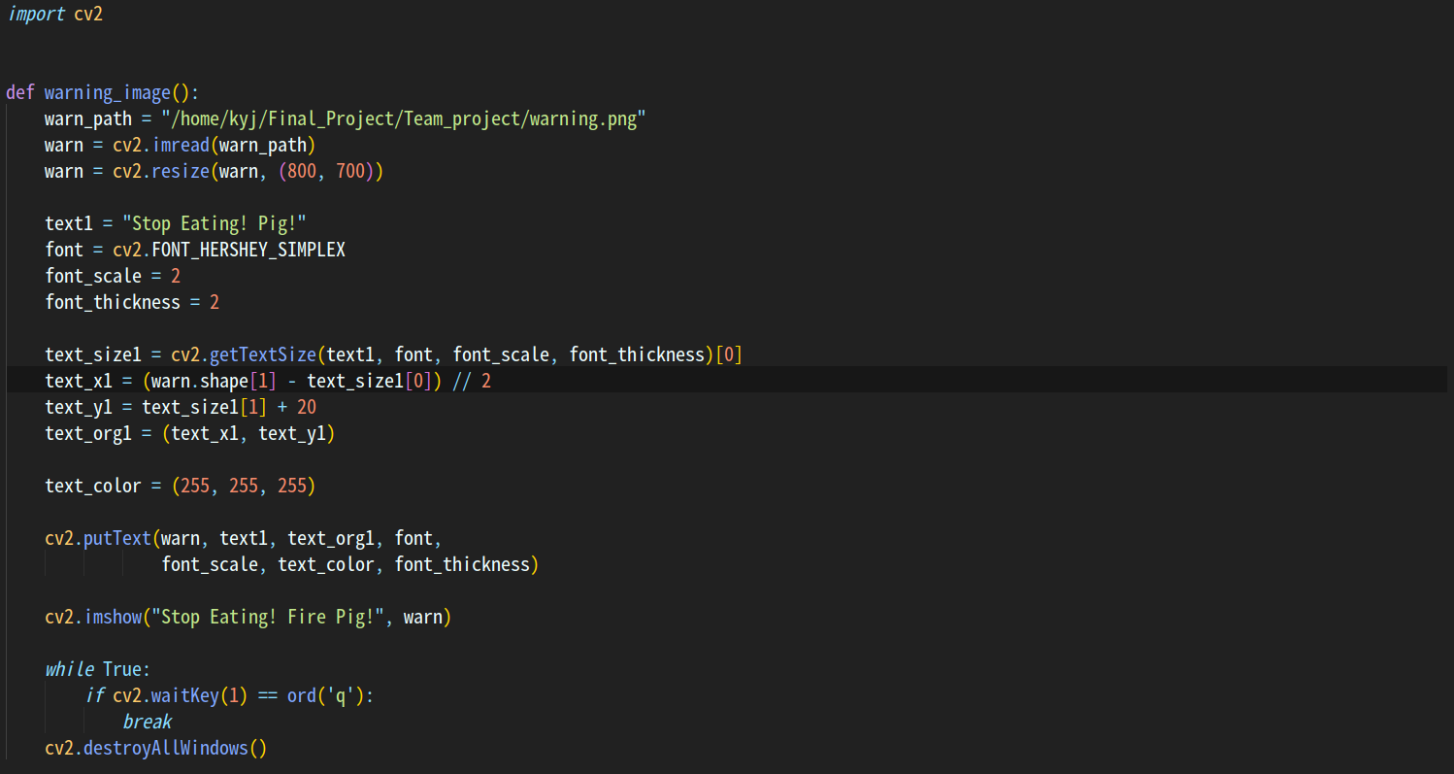 import cv2
def warning_image():
    warn_path = "/home/kyj/Final_Project/Team_project/warning.png"
    warn = cv2.imread(warn_path)
    warn = cv2.resize(warn, (800, 700))
    text1 = "Stop Eating! Pig!"
    font = cv2.FONT_HERSHEY_SIMPLEX
    font_scale = 2
    font_thickness = 2
    text_size1 = cv2.getTextSize(text1, font, font_scale, font_thickness)[0]
    text_x1 = (warn.shape[1] - text_size1[0]) // 2
    text_y1 = text_size1[1] + 20
    text_org1 = (text_x1, text_y1)
    text_color = (255, 255, 255)
    cv2.putText(warn, text1, text_org1, font,
                font_scale, text_color, font_thickness)
    cv2.imshow("Stop Eating! Fire Pig!", warn)
    while True:
        if cv2.waitKey(1) == ord('q'):
            break
    cv2.destroyAllWindows()